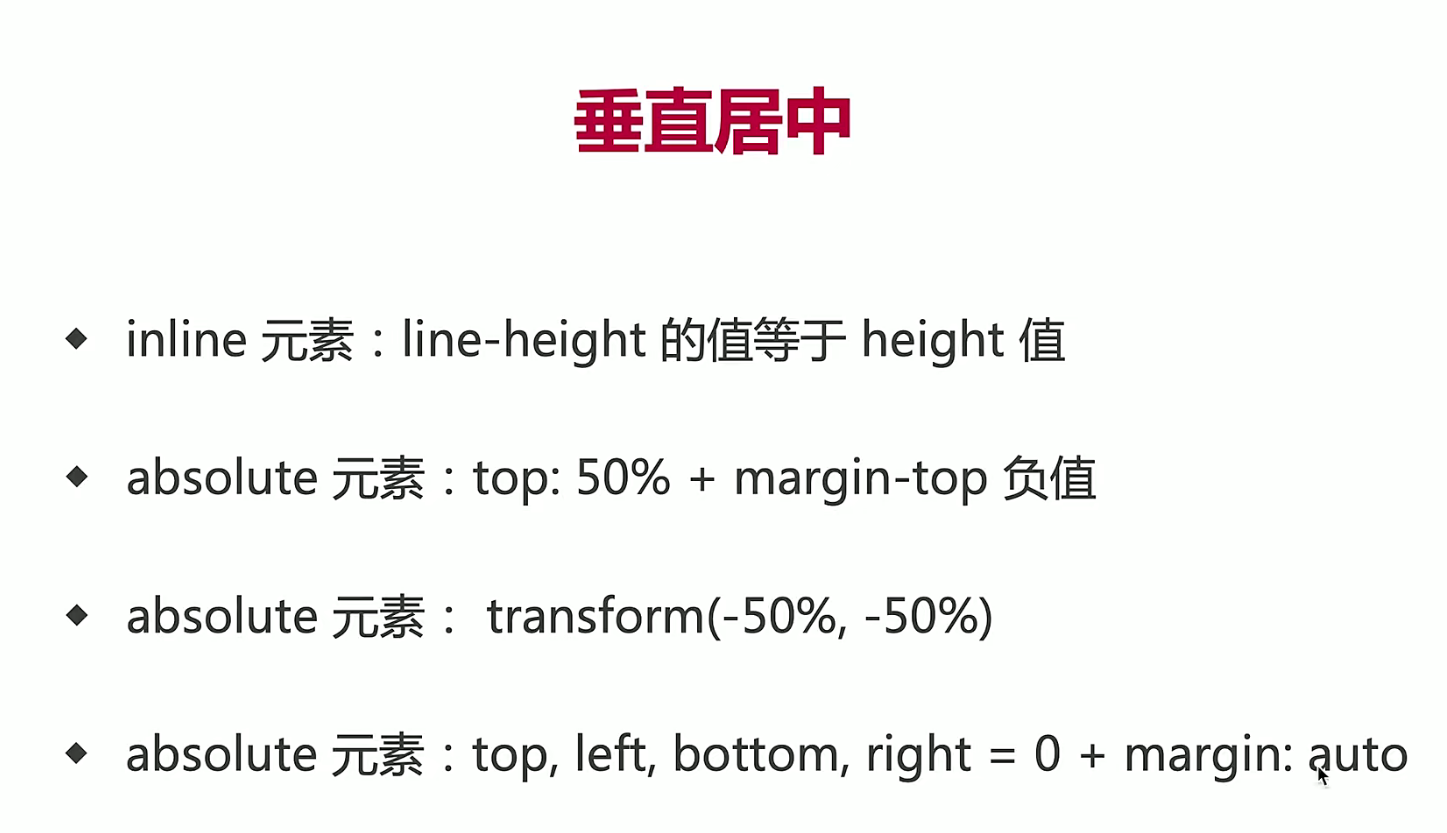 垂直居中
◆ inline 元素：line-height 的值等于 height 值
◆ absolute 元素：top: 50% + margin-top 负值
◆ absolute 元素： transform(-50%, -50%)
◆ absolute 元素：top, left, bottom, right = 0 + margin: auto